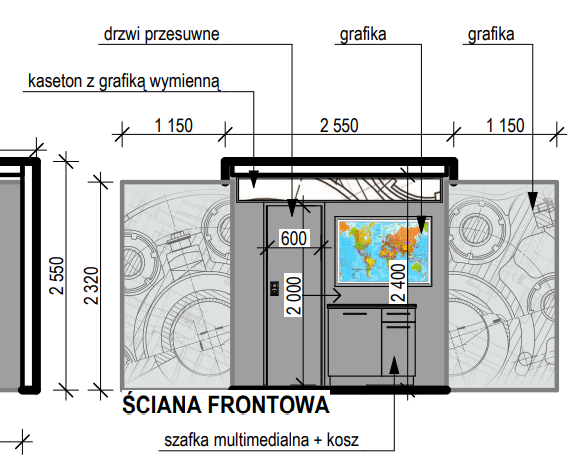 drzwi przesuwne
grafika
grafika
kaseton z grafiką wymienną
1 150
2 550
1 150
2 550
2 320
600
2 000
2 400
ŚCIANA FRONTOWA
szafka multimedialna + kosz